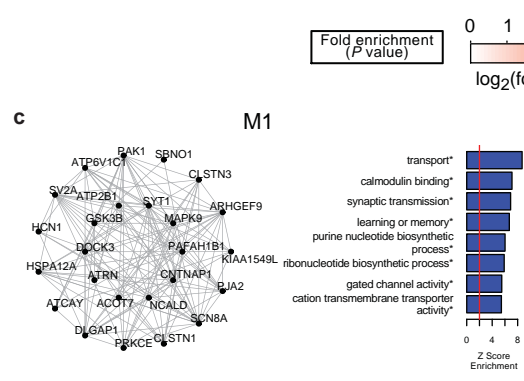 Fold enrichment
(P value)
0 1
log2(fo
c
M1
PAK1
SBNO1
ATP6V1C1
CLSTN3
SV2A
ATP2B1
SYT1
ARHGEF9
GSK3B
MAPK9
HCN1
DOCK3
PAFAH1B1
KIAA1549L
HSPA12A
ATRN
CNTNAP1
PJA2
ATCAY
ACOT7
NCALD
SCN8A
DLGAP1
PRKCE
CLSTN1
transport*
calmodulin binding*
synaptic transmission*
learning or memory*
purine nucleotide biosynthetic
process*
ribonucleotide biosynthetic process*
gated channel activity*
cation transmembrane transporter
activity*
0 4 8
Z Score
Enrichment